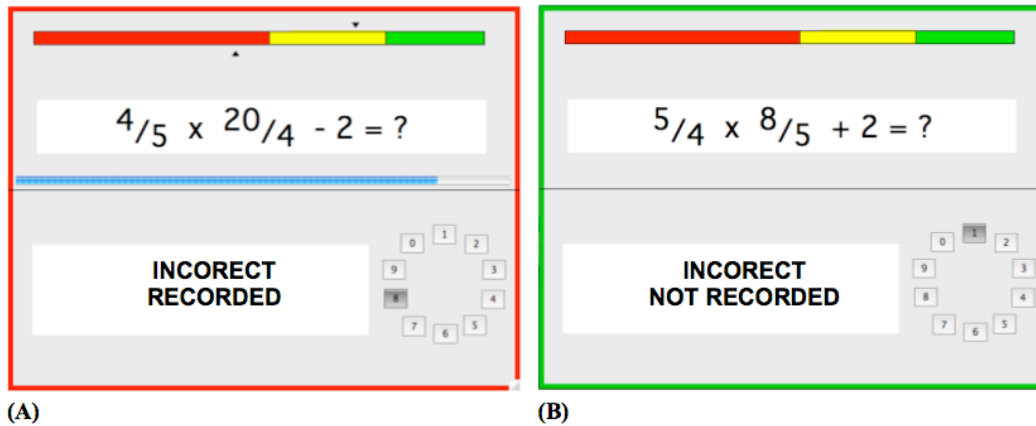 4/5 x 20/4 - 2 = ?
INCORECT
RECORDED
0 1 2 3 4 5 6 7 8 9
(A)
5/4 x 8/5 + 2 = ?
INCORECT
NOT RECORDED
0 1 2 3 4 5 6 7 8 9
(B)